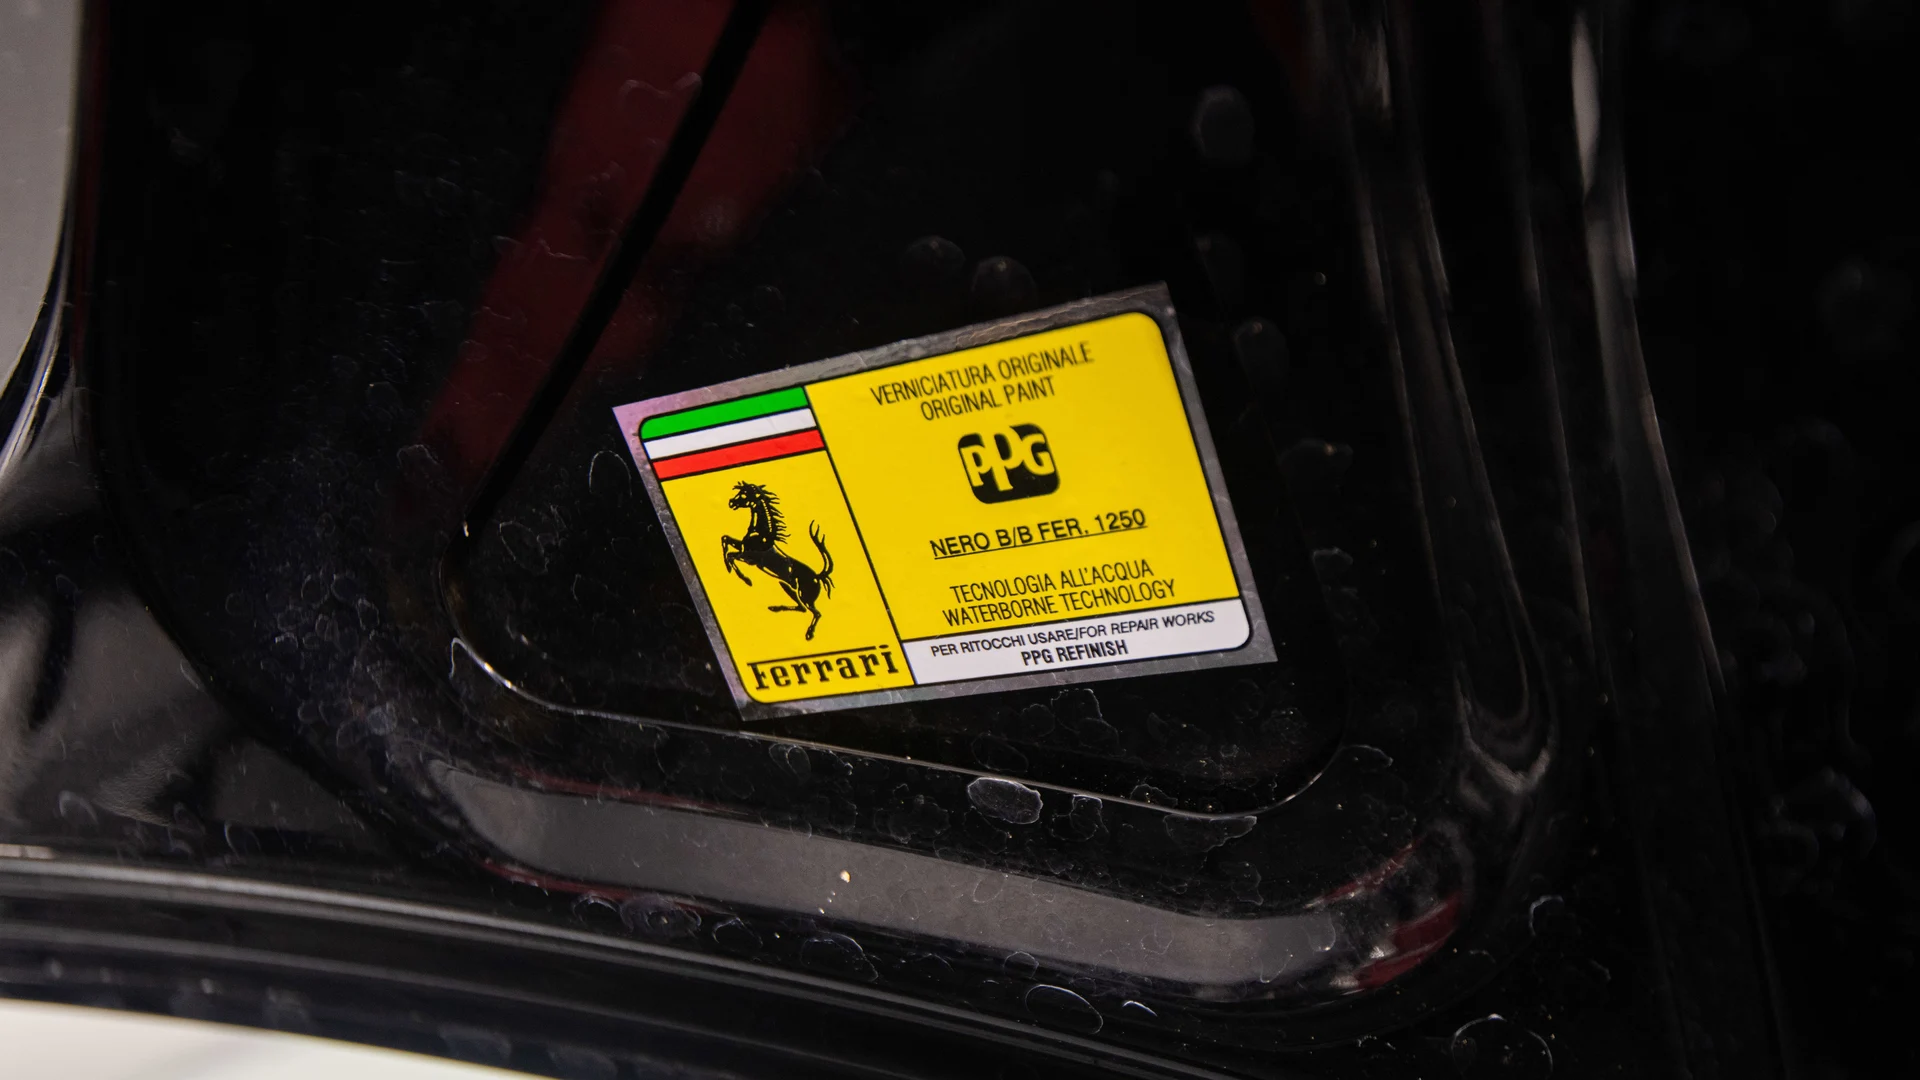 VERNICIATURA ORIGINALE
ORIGINAL PAINT
PPG
NERO B/B FER. 1250
TECNOLOGIA ALL'ACQUA
WATERBORNE TECHNOLOGY
PER RITOCCHI USARE/FOR REPAIR WORKS
PPG REFINISH
Ferrari